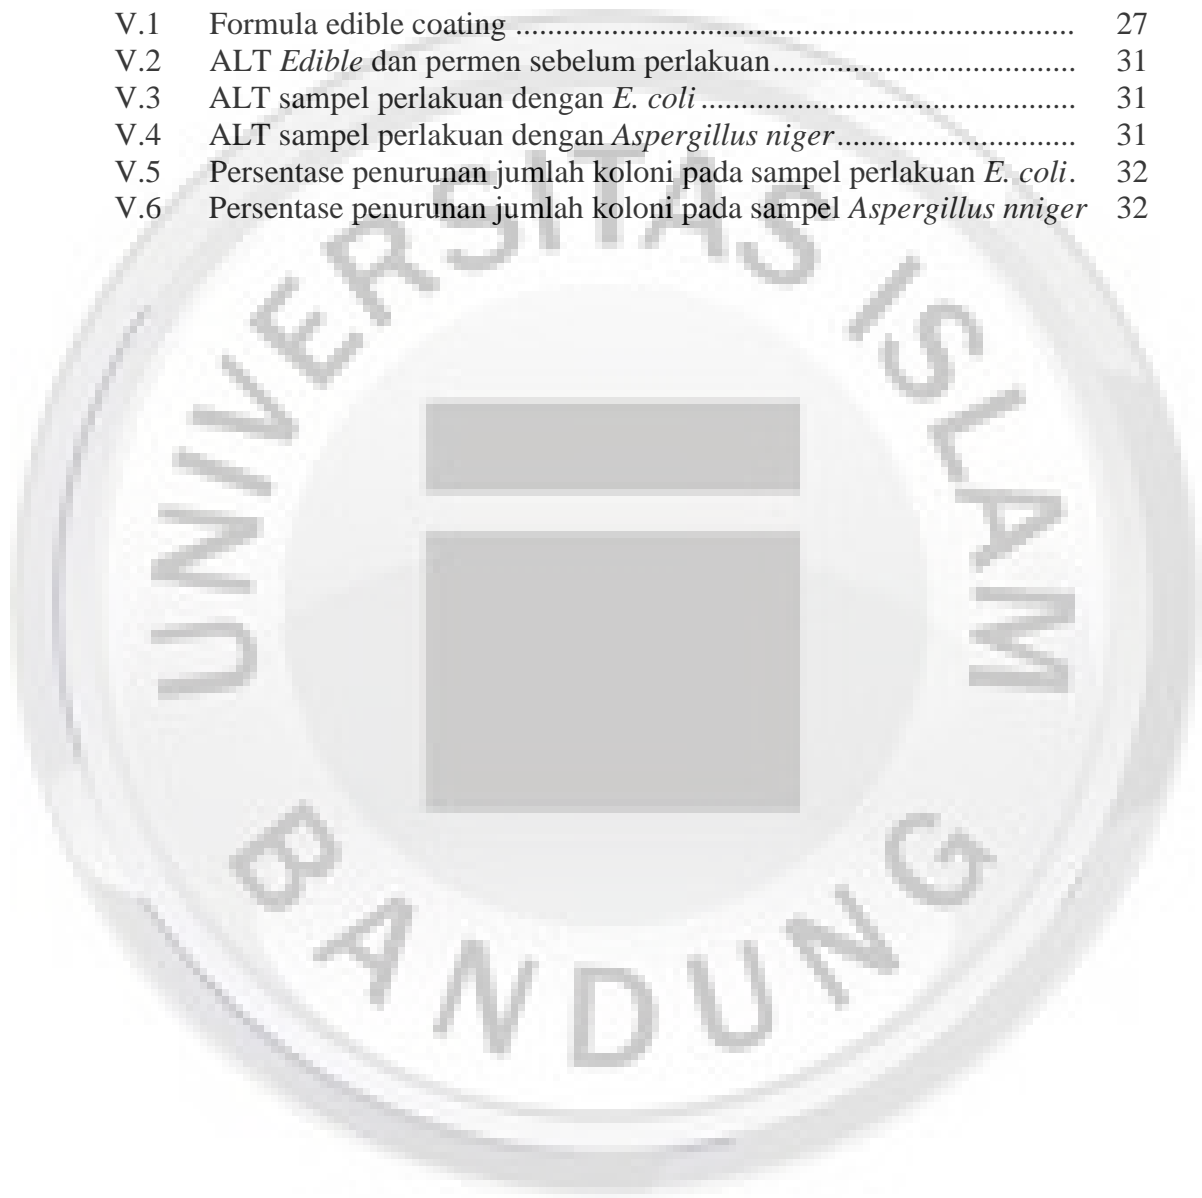 V.1 Formula edible coating ................................................................................................ 27
V.2 ALT Edible dan permen sebelum perlakuan................................... 31
V.3 ALT sampel perlakuan dengan E. coli ................................................ 31
V.4 ALT sampel perlakuan dengan Aspergillus niger............................ 31
V.5 Persentase penurunan jumlah koloni pada sampel perlakuan E. coli. 32
V.6 Persentase penurunan jumlah koloni pada sampel Aspergillus nniger 32
UNIVERSITAS ISLAM
BANDUNG